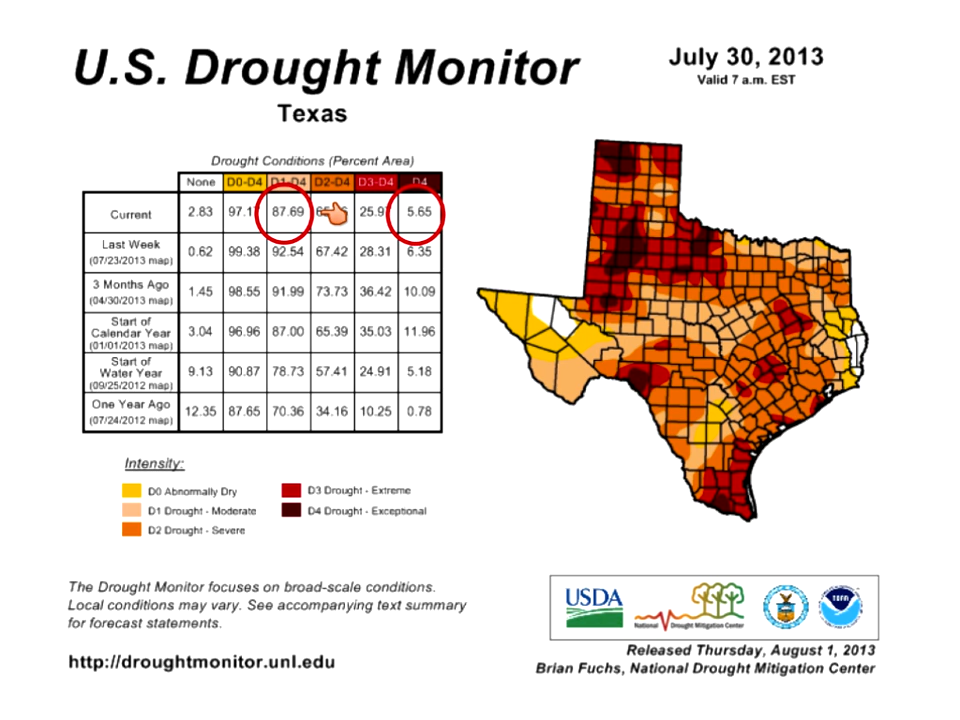 U.S. Drought Monitor
Texas
July 30, 2013
Valid 7 a.m. EST
Drought Conditions (Percent Area)
None D0-D4 D1-D4 D2-D4 D3-D4 D4
Current 2.83 97.17 87.69 25.97 5.65
Last Week (07/23/2013 map) 0.62 99.38 92.54 67.42 28.31 6.35
3 Months Ago (04/30/2013 map) 1.45 98.55 91.99 73.73 36.42 10.09
Start of Calendar Year (01/01/2013 map) 3.04 96.96 87.00 65.39 35.03 11.96
Start of Water Year (09/25/2012 map) 9.13 90.87 78.73 57.41 24.91 5.18
One Year Ago (07/24/2012 map) 12.35 87.65 70.36 34.16 10.25 0.78
Intensity:
D0 Abnormally Dry
D1 Drought - Moderate
D2 Drought - Severe
D3 Drought - Extreme
D4 Drought - Exceptional
The Drought Monitor focuses on broad-scale conditions.
Local conditions may vary. See accompanying text summary
for forecast statements.
http://droughtmonitor.unl.edu
USDA
National Drought Mitigation Center
Released Thursday, August 1, 2013
Brian Fuchs, National Drought Mitigation Center